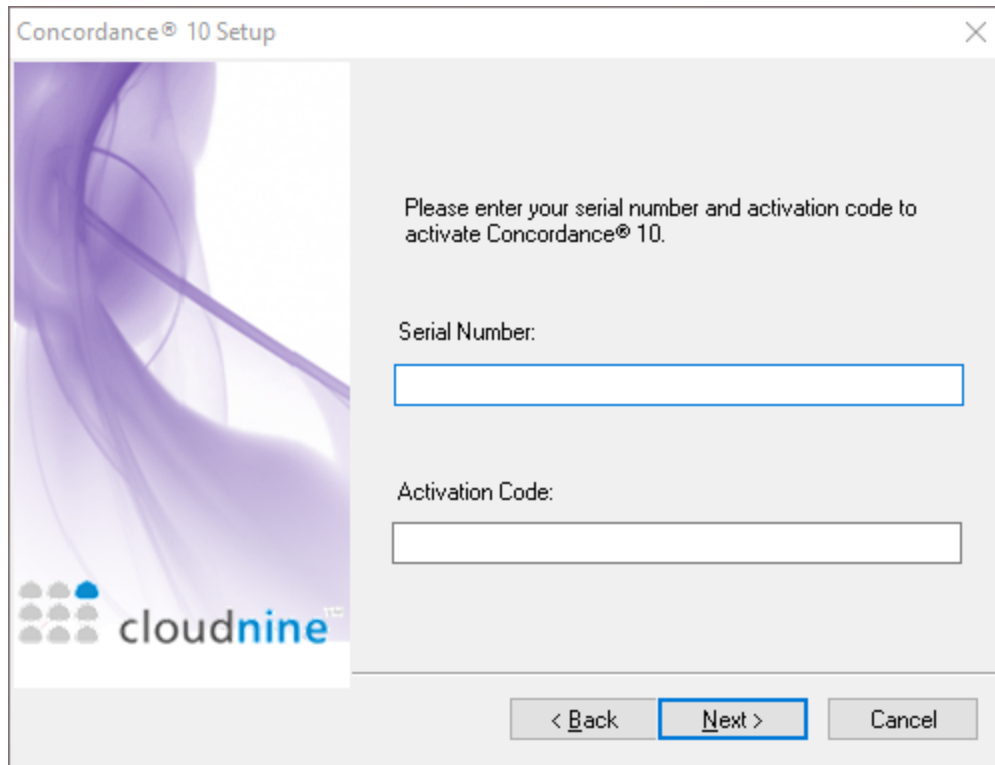 Concordance® 10 Setup
Please enter your serial number and activation code to
activate Concordance® 10.
Serial Number:
Activation Code:
cloudnine™
< Back
Next >
Cancel